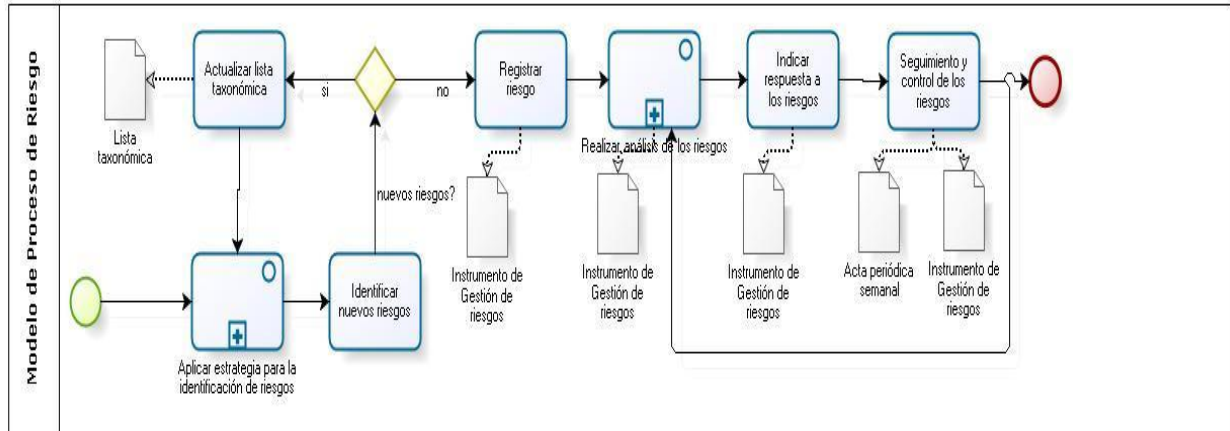 Modelo de Proceso de Riesgo
Actualizar lista
taxonómica
si
no
Registrar
riesgo
Indicar
respuesta a
los riesgos
Seguimiento y
control de los
riesgos
Lista
taxonómica
Realizar análisis de los riesgos
nuevos riesgos?
Instrumento de
Gestión de
riesgos
Instrumento de
Gestión de
riesgos
Instrumento de
Gestión de
riesgos
Acta periódica
semanal
Instrumento de
Gestión de
riesgos
Identificar
nuevos riesgos
Aplicar estrategia para la
identificación de riesgos